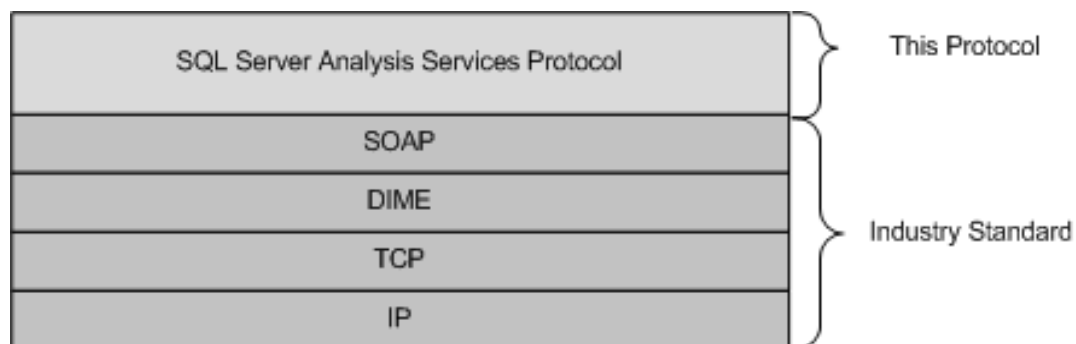 SQL Server Analysis Services Protocol
This Protocol
SOAP
DIME
TCP
IP
Industry Standard